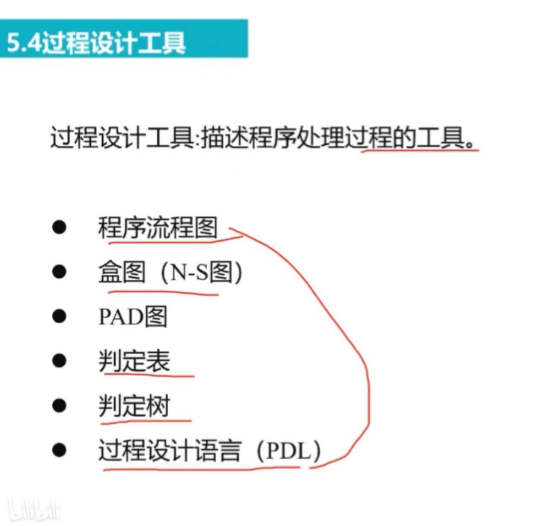 5.4过程设计工具
过程设计工具:描述程序处理过程的工具。
● 程序流程图
● 盒图（N-S图）
● PAD图
● 判定表
● 判定树
● 过程设计语言（PDL）
bilibili